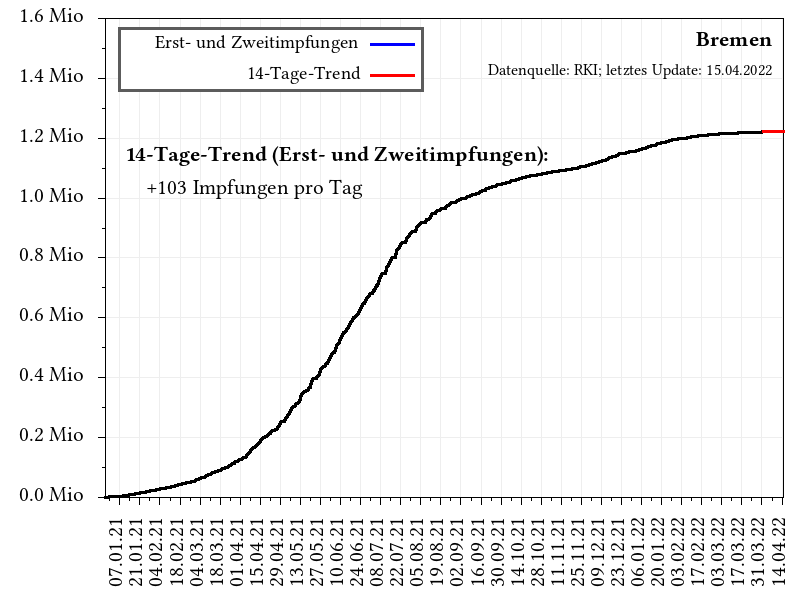 1.6 Mio
1.4 Mio
1.2 Mio
1.0 Mio
0.8 Mio
0.6 Mio
0.4 Mio
0.2 Mio
0.0 Mio
Erst- und Zweitimpfungen
14-Tage-Trend
Bremen
Datenquelle: RKI; letztes Update: 15.04.2022
14-Tage-Trend (Erst- und Zweitimpfungen):
+103 Impfungen pro Tag
07.01.21
21.01.21
04.02.21
18.02.21
04.03.21
18.03.21
01.04.21
15.04.21
29.04.21
13.05.21
27.05.21
10.06.21
24.06.21
08.07.21
22.07.21
05.08.21
19.08.21
02.09.21
16.09.21
30.09.21
14.10.21
28.10.21
11.11.21
25.11.21
09.12.21
23.12.21
06.01.22
20.01.22
03.02.22
17.02.22
03.03.22
17.03.22
31.03.22
14.04.22